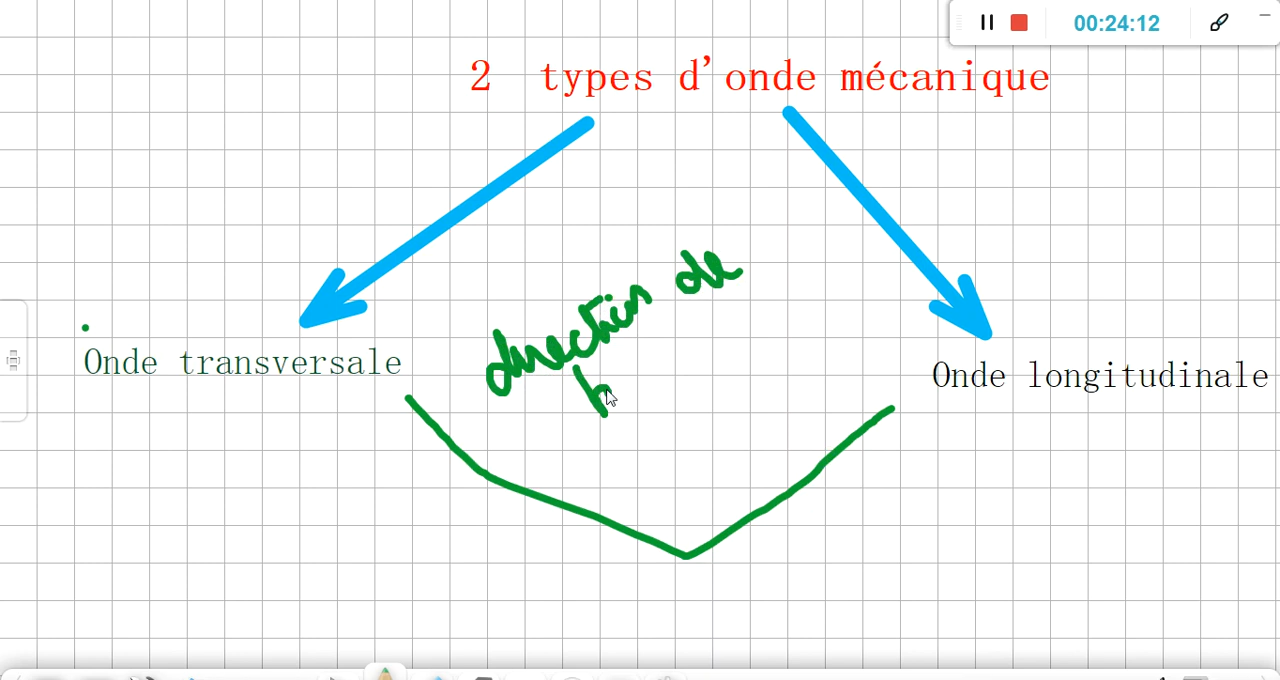 00:24:12
2 types d'onde mécanique
direction de
p
Onde transversale
Onde longitudinale